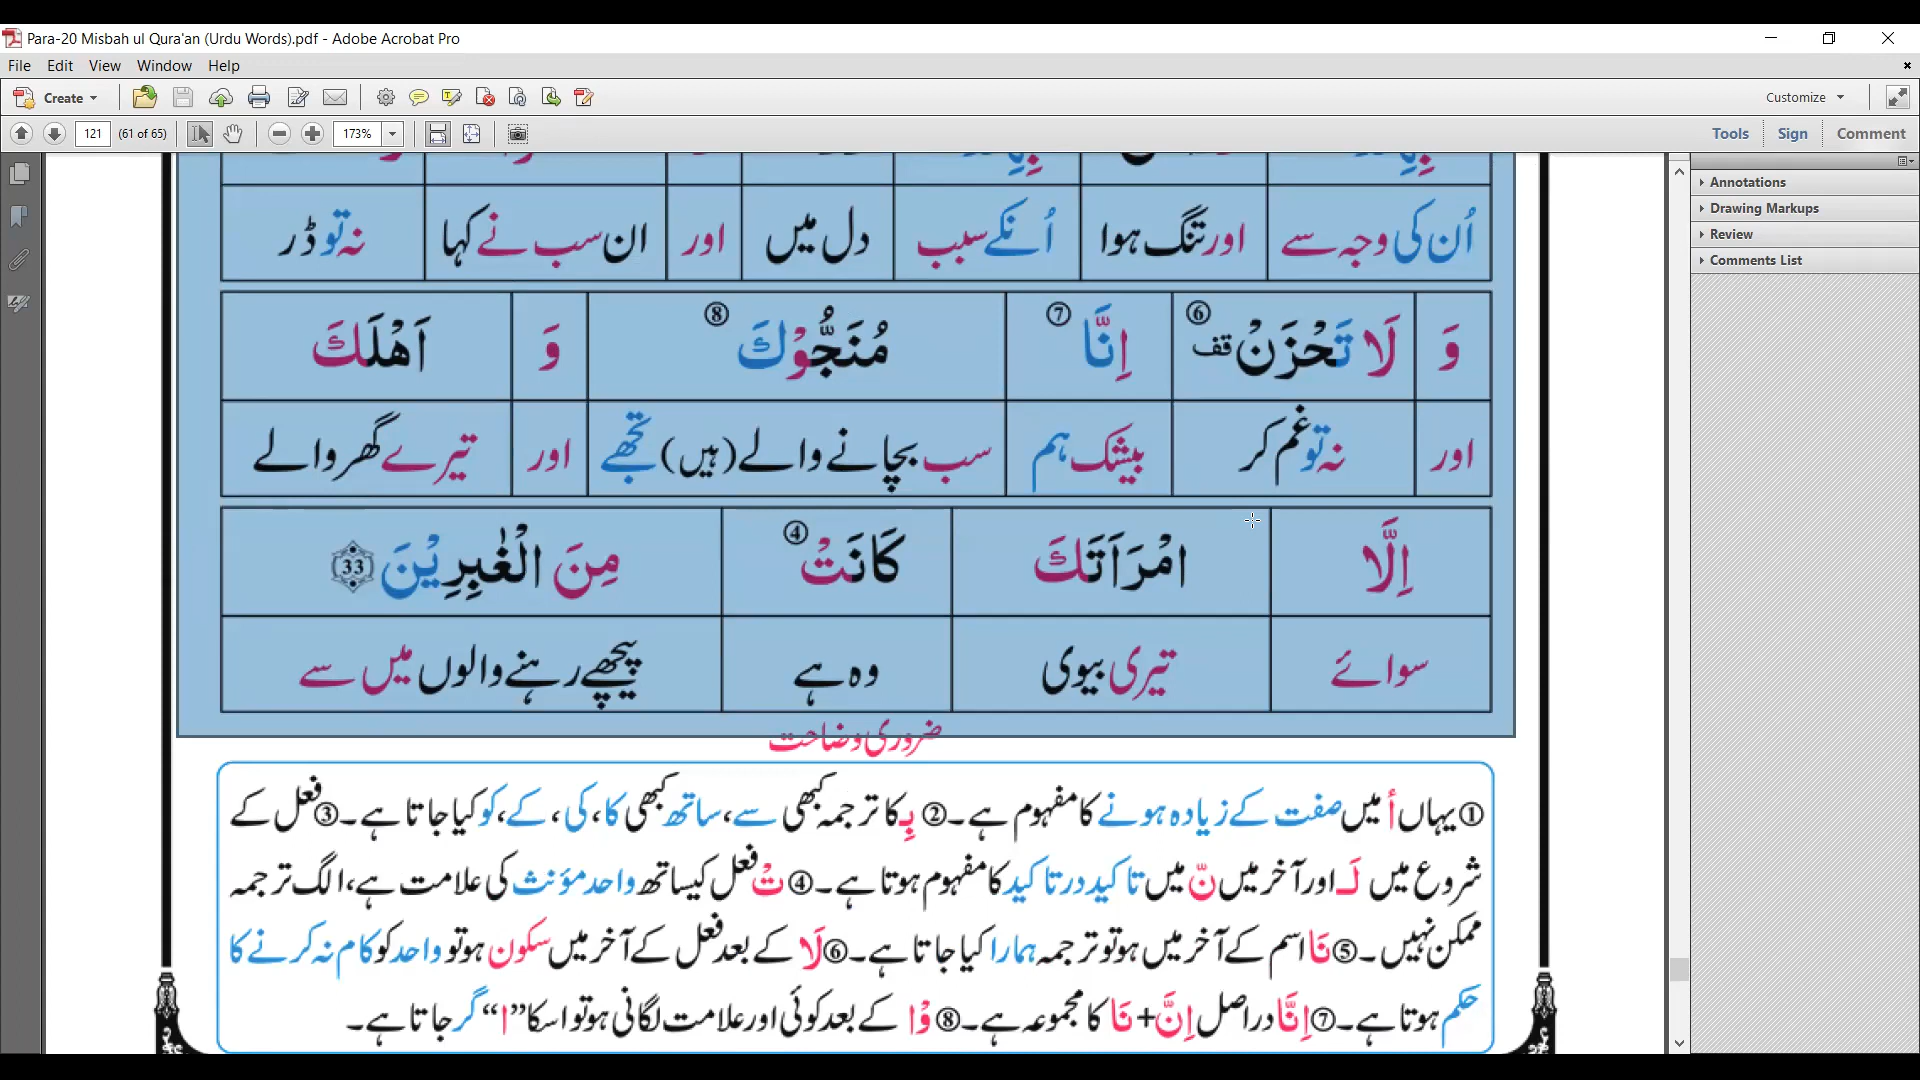 Para-20 Misbah ul Qura'an (Urdu Words).pdf - Adobe Acrobat Pro
File Edit View Window Help
Create Customize
121 (61 of 65) 173% Tools Sign Comment
Annotations
Drawing Markups
Review
Comments List
اُن کی وجہ سے اور تنگ ہوا اُنکے سبب دل میں اور ان سب نے کہا نہ تو ڈر
وَ لَا تَحْزَنْ قف ⑥ اِنَّا ⑦ مُنَجُّوْكَ ⑧ وَ اَهْلَكَ
اور نہ تو غم کر بیشک ہم سب بچانے والے (ہیں) تجھے اور تیرے گھر والے
اِلَّا امْرَاَتَكَ كَانَتْ ④ مِنَ الْغٰبِرِيْنَ 33
سوائے تیری بیوی وہ ہے پیچھے رہنے والوں میں سے
ضروری وضاحت
① یہاں أ میں صفت کے زیادہ ہونے کا مفہوم ہے۔ ② بِـ کا ترجمہ کبھی سے، ساتھ کبھی کا، کی، کے، کو کیا جاتا ہے۔ ③ فعل کے
شروع میں لَـ اور آخر میں نّ میں تاکید در تاکید کا مفہوم ہوتا ہے۔ ④ تْ فعل کیساتھ واحد مؤنث کی علامت ہے، الگ ترجمہ
ممکن نہیں۔ ⑤ نَا اسم کے آخر میں ہو تو ترجمہ ہمارا کیا جاتا ہے۔ ⑥ لَا کے بعد فعل کے آخر میں سکون ہو تو واحد کو کام نہ کرنے کا
حکم ہوتا ہے۔ ⑦ اِنَّا دراصل اِنَّ + نَا کا مجموعہ ہے۔ ⑧ وْا کے بعد کوئی اور علامت لگانی ہو تو اسکا “ا” گر جاتا ہے۔